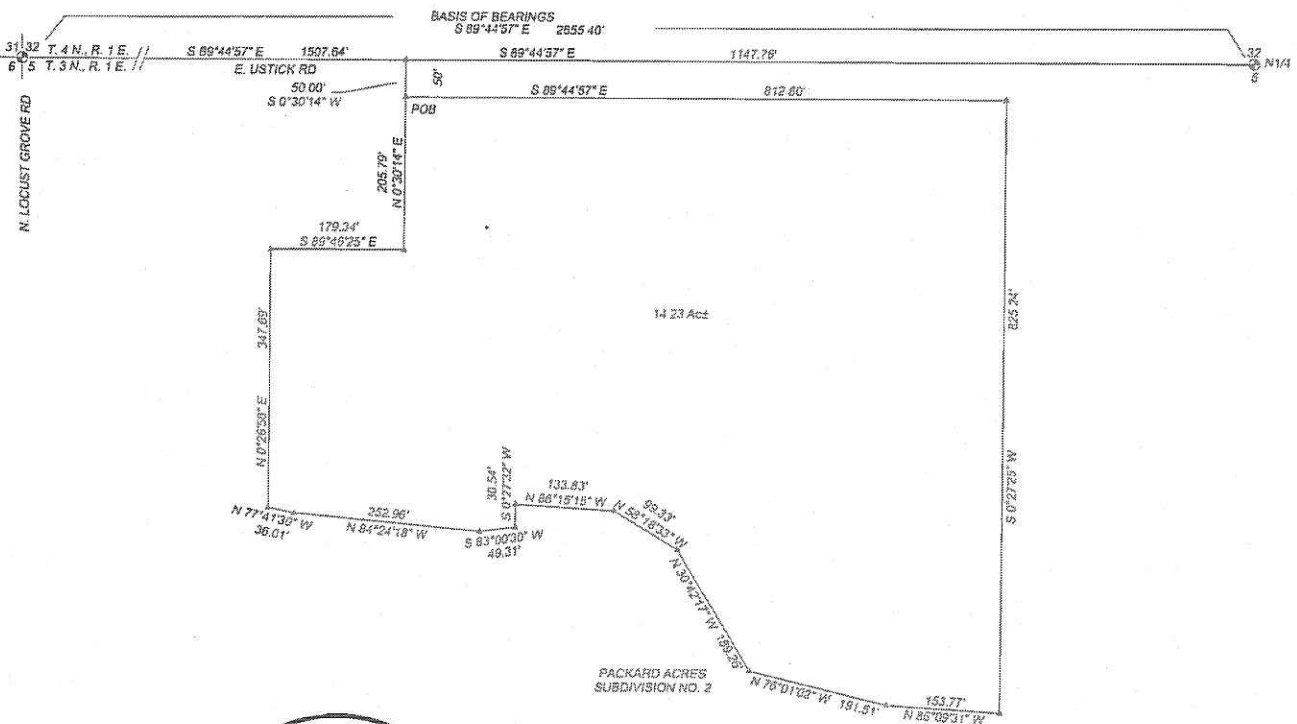 BASIS OF BEARINGS
S 89°44'57" E 2655.40'
31 32 T. 4 N., R. 1 E.
6 5 T. 3 N., R. 1 E.
S 89°44'57" E 1507.64'
S 89°44'57" E 1147.76'
32
N1/4
E. USTICK RD
50.00'
S 0°30'14" W
50'
POB
S 89°44'57" E 812.80'
N. LOCUST GROVE RD
205.79'
N 0°30'14" E
179.34'
S 89°46'25" E
347.69'
N 0°26'58" E
14.23 Ac±
825.24'
S 0°27'25" W
N 77°41'30" W
36.01'
252.96'
N 84°24'18" W
S 83°00'30" W
49.31'
30.54'
S 0°27'32" W
133.83'
N 86°15'15" W
99.33'
N 58°18'33" W
N 30°42'17" W 159.26'
N 76°01'02" W 191.51'
153.77'
N 86°09'31" W
PACKARD ACRES
SUBDIVISION NO. 2